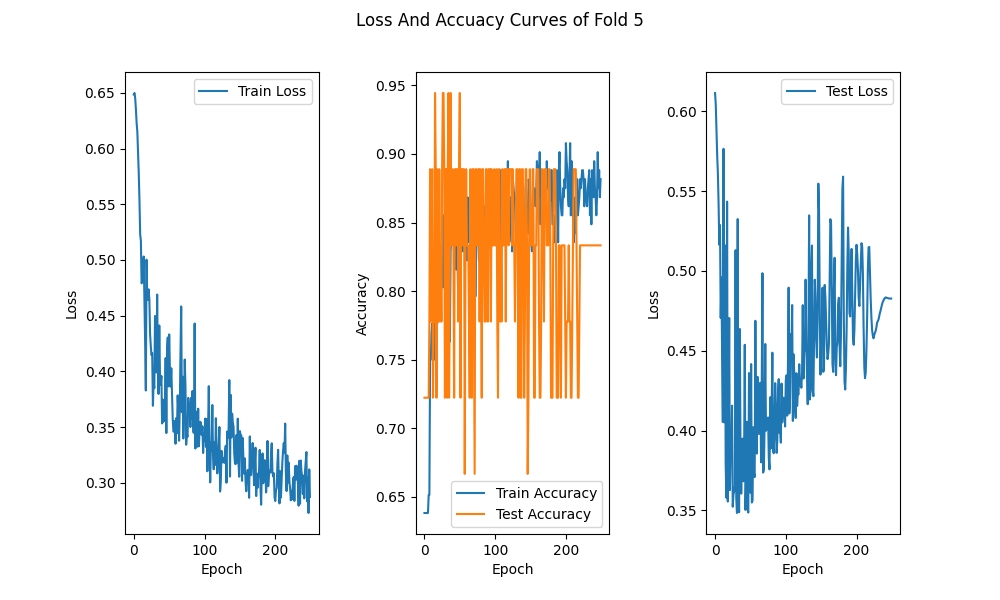 Loss And Accuacy Curves of Fold 5
Train Loss
0.65
0.60
0.55
0.50
0.45
0.40
0.35
0.30
Loss
0 100 200
Epoch
0.95
0.90
0.85
0.80
0.75
0.70
0.65
Accuracy
Train Accuracy
Test Accuracy
0 100 200
Epoch
Test Loss
0.60
0.55
0.50
0.45
0.40
0.35
Loss
0 100 200
Epoch